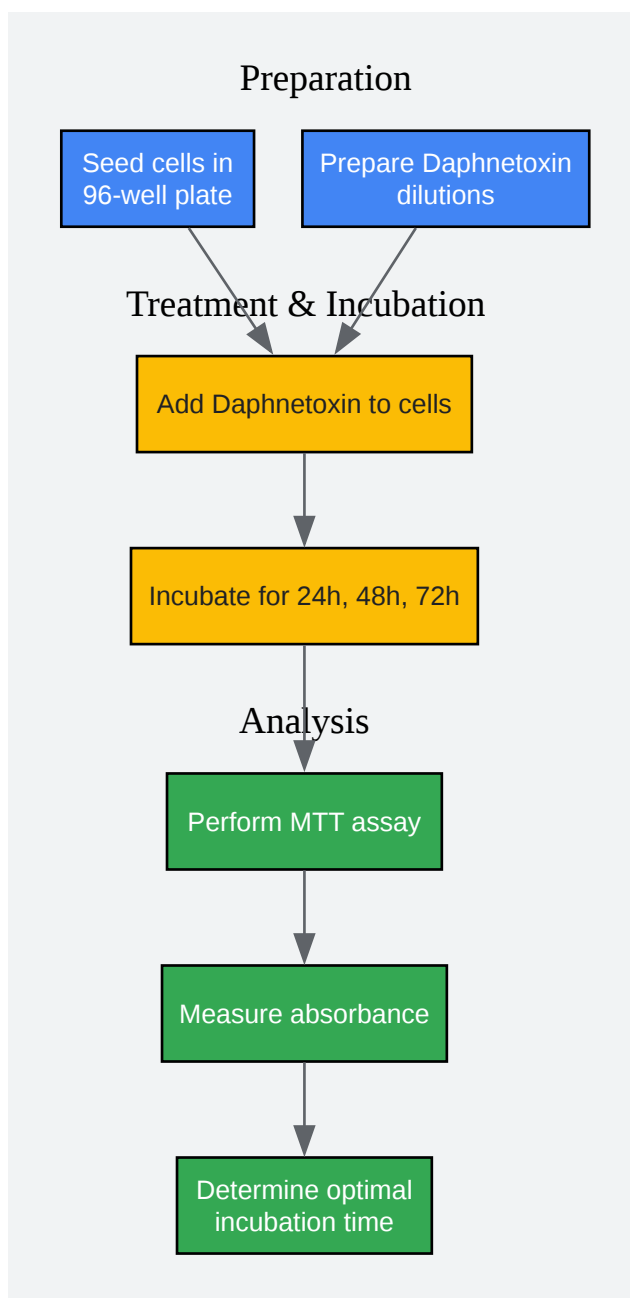 Preparation
Seed cells in
96-well plate
Prepare Daphnetoxin
dilutions
Treatment & Incubation
Add Daphnetoxin to cells
Incubate for 24h, 48h, 72h
Analysis
Perform MTT assay
Measure absorbance
Determine optimal
incubation time